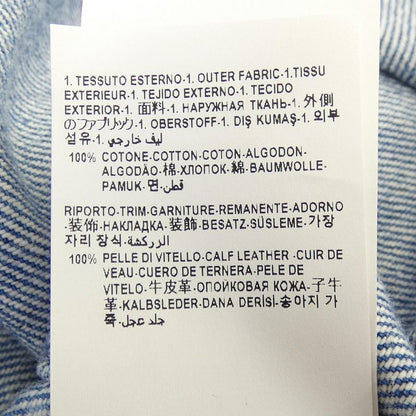 1. TESSUTO ESTERNO-1. OUTER FABRIC-1.TISSU
EXTERIEUR-1. TEJIDO EXTERNO-1. TECIDO
EXTERIOR-1. 面料-1. НАРУЖНАЯ ТКАНЬ-1. 外側
のファブリック-1. OBERSTOFF-1. DIŞ KUMAŞ-1. 외부
섬유-1. ليف خارجي
100% COTONE-COTTON-COTON-ALGODON-
ALGODÃO-棉-ХЛОПОК-綿-BAUMWOLLE-
PAMUK-면-قطن
RIPORTO-TRIM-GARNITURE-REMANENTE-ADORNO
-装饰-НАКЛАДКА-装飾-BESATZ-SÜSLEME-가장
자리 장식-الزركشة
100% PELLE DI VITELLO-CALF LEATHER -CUIR DE
VEAU-CUERO DE TERNERA-PELE DE
VITELO-牛皮革-ОПОЙКОВАЯ КОЖА-子牛
革-KALBSLEDER-DANA DERİSİ-송아지 가
죽-جلد عجل